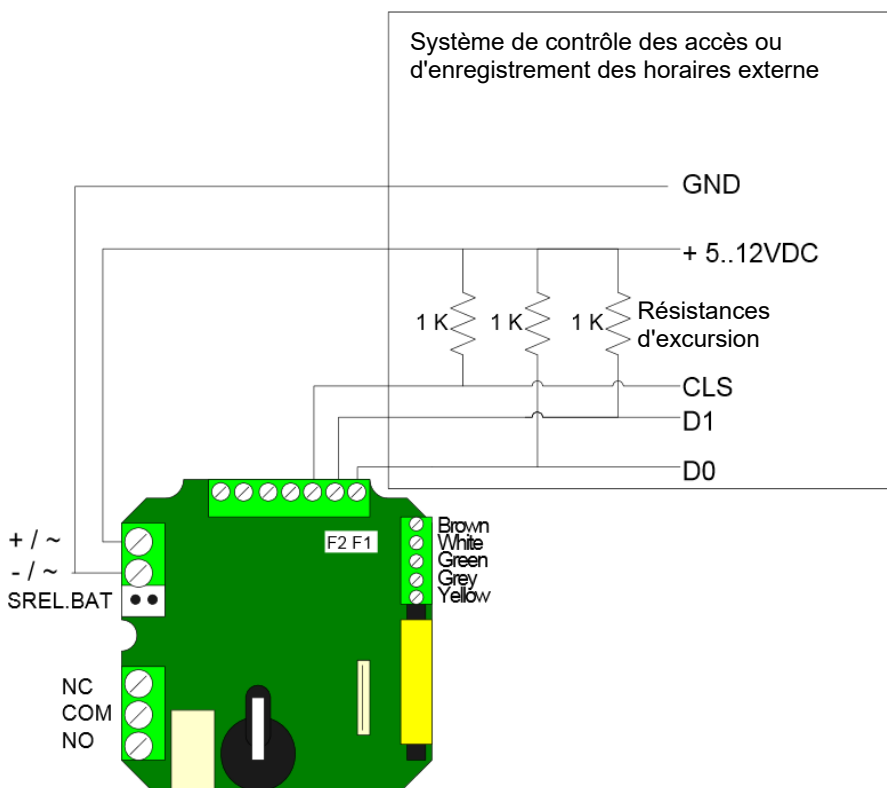 Système de contrôle des accès ou
d'enregistrement des horaires externe
GND
+ 5..12VDC
1 K
1 K
1 K
Résistances
d'excursion
CLS
D1
D0
F2 F1
Brown
White
Green
Grey
Yellow
+ / ~
- / ~
SREL.BAT
NC
COM
NO